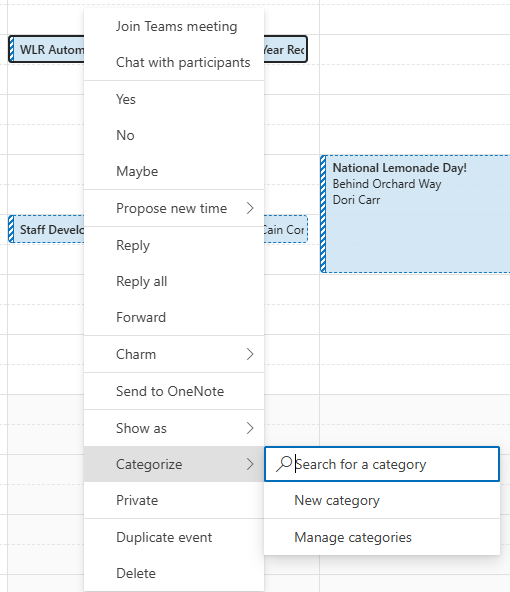 Join Teams meeting
WLR Autom
Year Rec
Chat with participants
Yes
No
Maybe
National Lemonade Day!
Behind Orchard Way
Dori Carr
Propose new time
Staff Develo
Cain Cor
Reply
Reply all
Forward
Charm
Send to OneNote
Show as
Categorize
Search for a category
Private
New category
Duplicate event
Manage categories
Delete